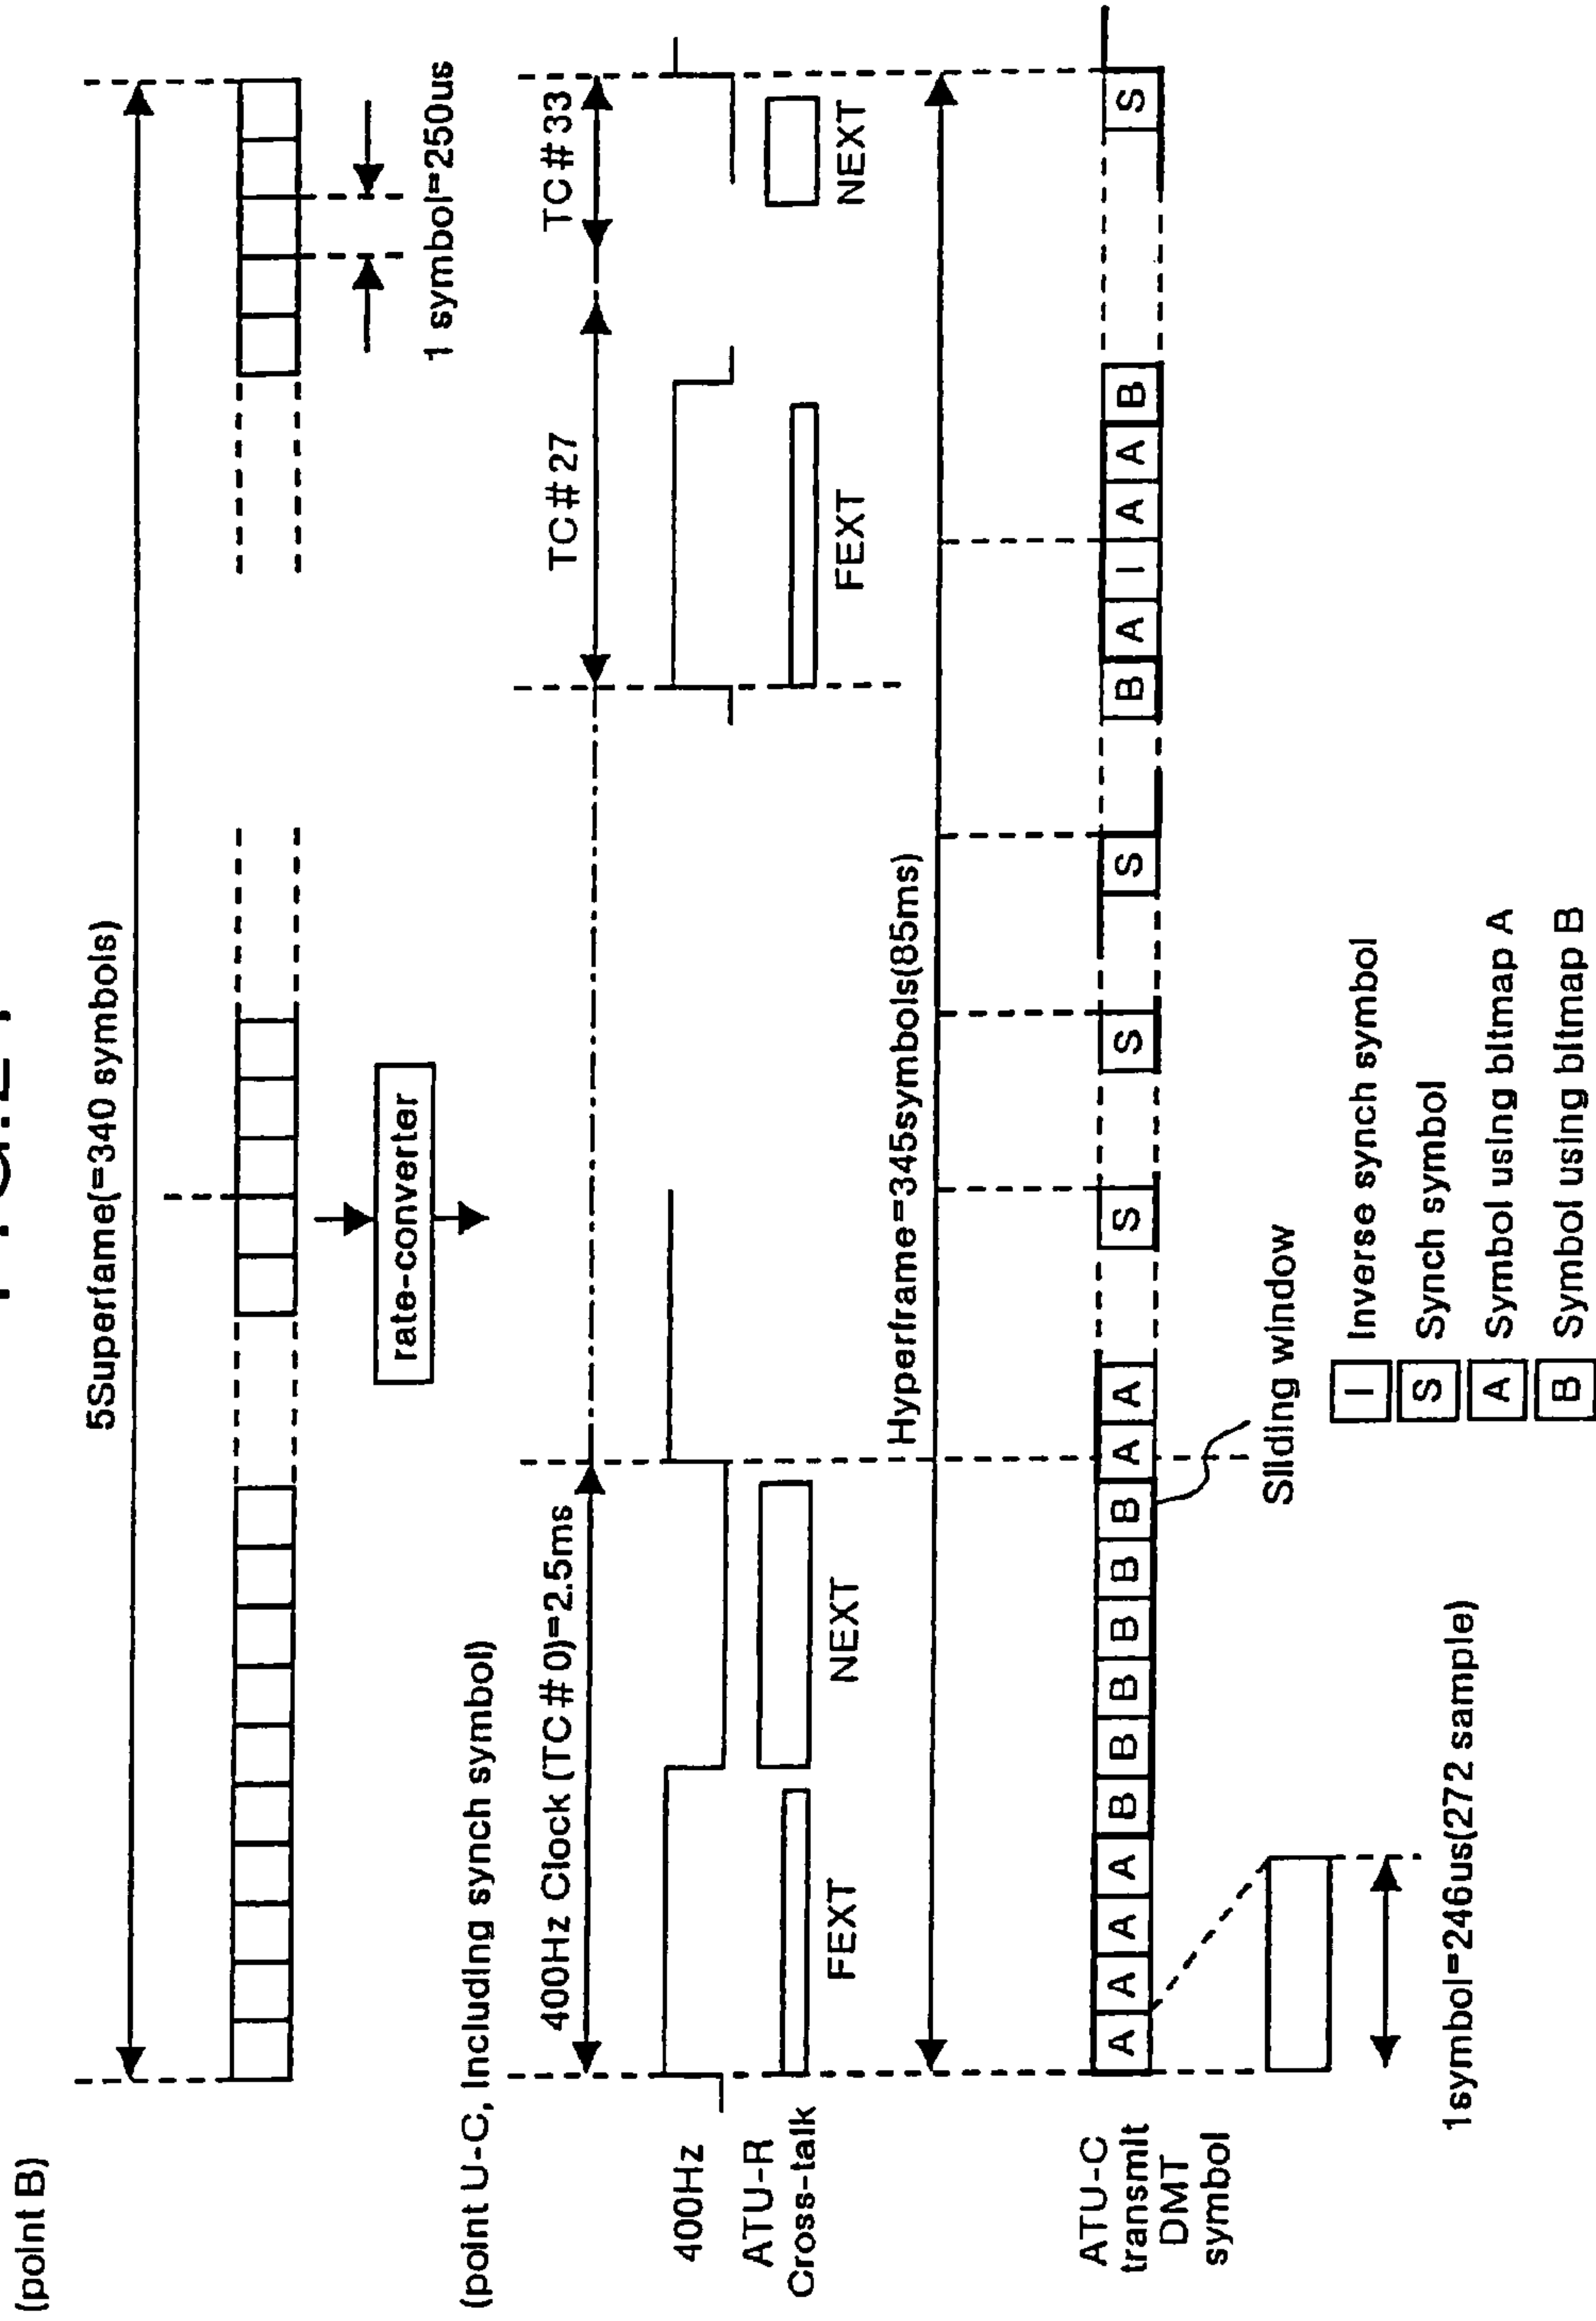 (point B)
5Superfame(=340 symbols)
1 symbol=250us
rate-converter
(point U-C, Including synch symbol)
400Hz Clock (TC#0)=2.5ms
TC#27
TC#33
400Hz
ATU-R
Cross-talk
FEXT
NEXT
FEXT
NEXT
Hyperframe=345symbols(85ms)
ATU-C
transmit
DMT
symbol
A A A A B B B B B B A A S S S B A I A A B S
Sliding window
1symbol=246us(272 sample)
I Inverse synch symbol
S Synch symbol
A Symbol using bitmap A
B Symbol using bitmap B